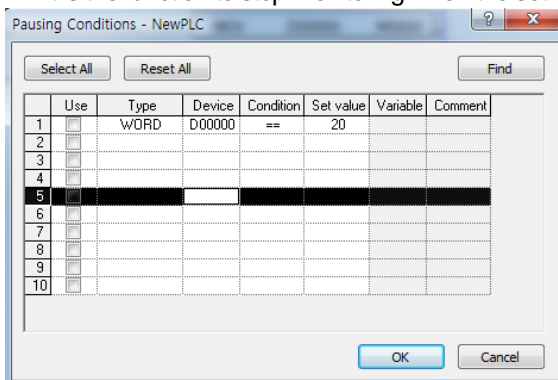 Pausing Conditions - NewPLC
Select All Reset All Find
Use Type Device Condition Set value Variable Comment
1 WORD D00000 == 20
2
3
4
5
6
7
8
9
10
OK Cancel